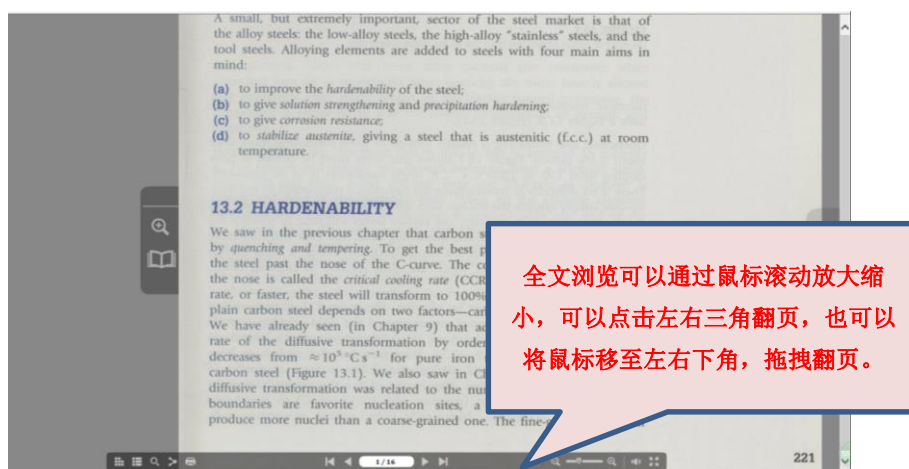 A small, but extremely important, sector of the steel market is that of
the alloy steels: the low-alloy steels, the high-alloy "stainless" steels, and the
tool steels. Alloying elements are added to steels with four main aims in
mind:
(a) to improve the hardenability of the steel;
(b) to give solution strengthening and precipitation hardening;
(c) to give corrosion resistance;
(d) to stabilize austenite, giving a steel that is austenitic (f.c.c.) at room
temperature.
13.2 HARDENABILITY
We saw in the previous chapter that carbon s
by quenching and tempering. To get the best p
the steel past the nose of the C-curve. The c
the nose is called the critical cooling rate (CCR
rate, or faster, the steel will transform to 100%
plain carbon steel depends on two factors—car
We have already seen (in Chapter 9) that a
rate of the diffusive transformation by order
decreases from ≈10⁵ °C s⁻¹ for pure iron
carbon steel (Figure 13.1). We also saw in C
diffusive transformation was related to the nu
boundaries are favorite nucleation sites, a
produce more nuclei than a coarse-grained one. The fine-
全文浏览可以通过鼠标滚动放大缩
小，可以点击左右三角翻页，也可以
将鼠标移至左右下角，拖拽翻页。
1/16
221